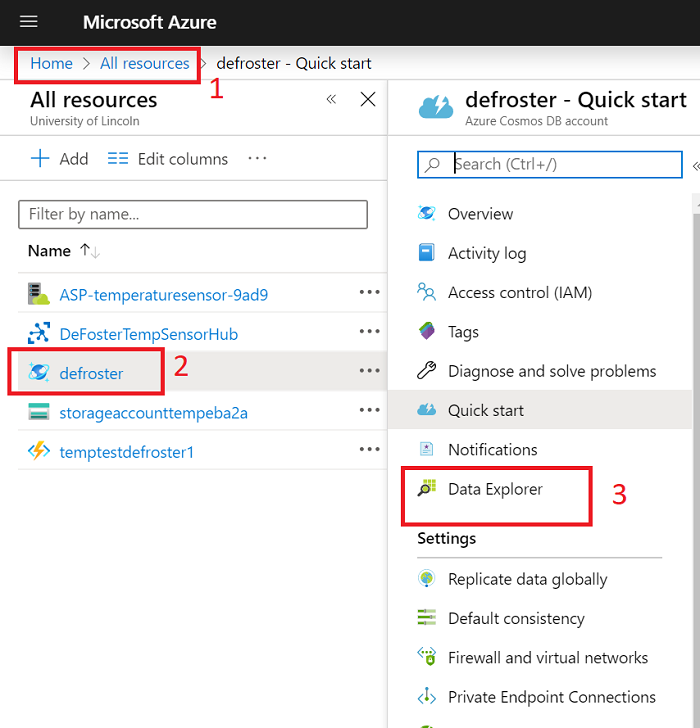 Microsoft Azure
Home > All resources > defroster - Quick start
1
All resources
University of Lincoln
Add Edit columns ...
Filter by name...
Name
ASP-temperaturesensor-9ad9
DeFosterTempSensorHub
defroster
2
storageaccounttempeba2a
temptestdefroster1
defroster - Quick start
Azure Cosmos DB account
Search (Ctrl+/)
Overview
Activity log
Access control (IAM)
Tags
Diagnose and solve problems
Quick start
Notifications
Data Explorer
3
Settings
Replicate data globally
Default consistency
Firewall and virtual networks
Private Endpoint Connections